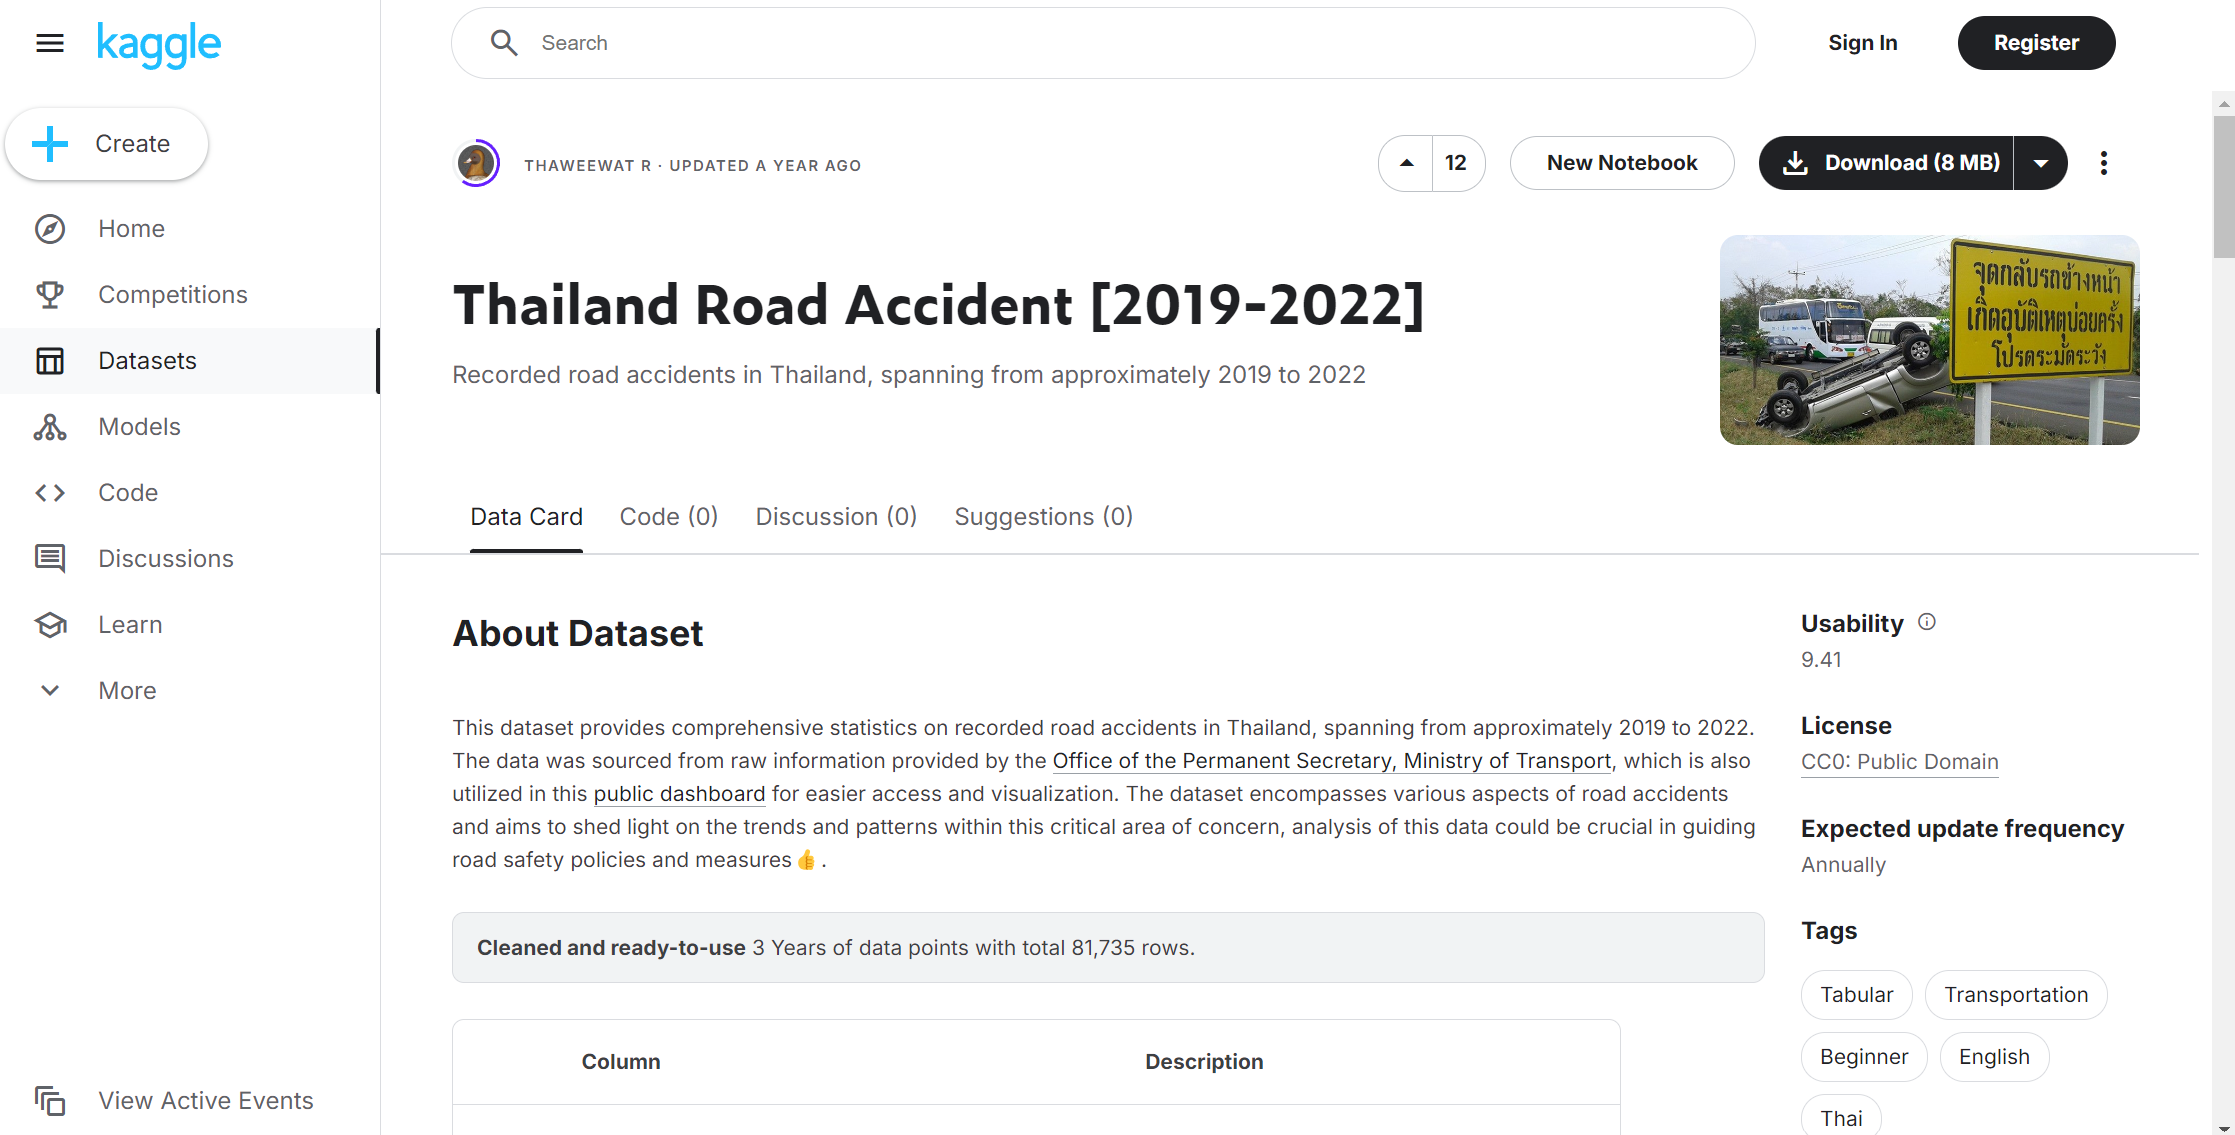 kaggle
Search
Sign In
Register
Create
Home
Competitions
Datasets
Models
Code
Discussions
Learn
More
View Active Events
THAWEEWAT R · UPDATED A YEAR AGO
12
New Notebook
Download (8 MB)
Thailand Road Accident [2019-2022]
Recorded road accidents in Thailand, spanning from approximately 2019 to 2022
จุดกลับรถข้างหน้า
เกิดอุบัติเหตุบ่อยครั้ง
โปรดระมัดระวัง
Data Card
Code (0)
Discussion (0)
Suggestions (0)
About Dataset
This dataset provides comprehensive statistics on recorded road accidents in Thailand, spanning from approximately 2019 to 2022.
The data was sourced from raw information provided by the Office of the Permanent Secretary, Ministry of Transport, which is also
utilized in this public dashboard for easier access and visualization. The dataset encompasses various aspects of road accidents
and aims to shed light on the trends and patterns within this critical area of concern, analysis of this data could be crucial in guiding
road safety policies and measures👍 .
Cleaned and ready-to-use 3 Years of data points with total 81,735 rows.
Column Description
Usability
9.41
License
CC0: Public Domain
Expected update frequency
Annually
Tags
Tabular
Transportation
Beginner
English
Thai